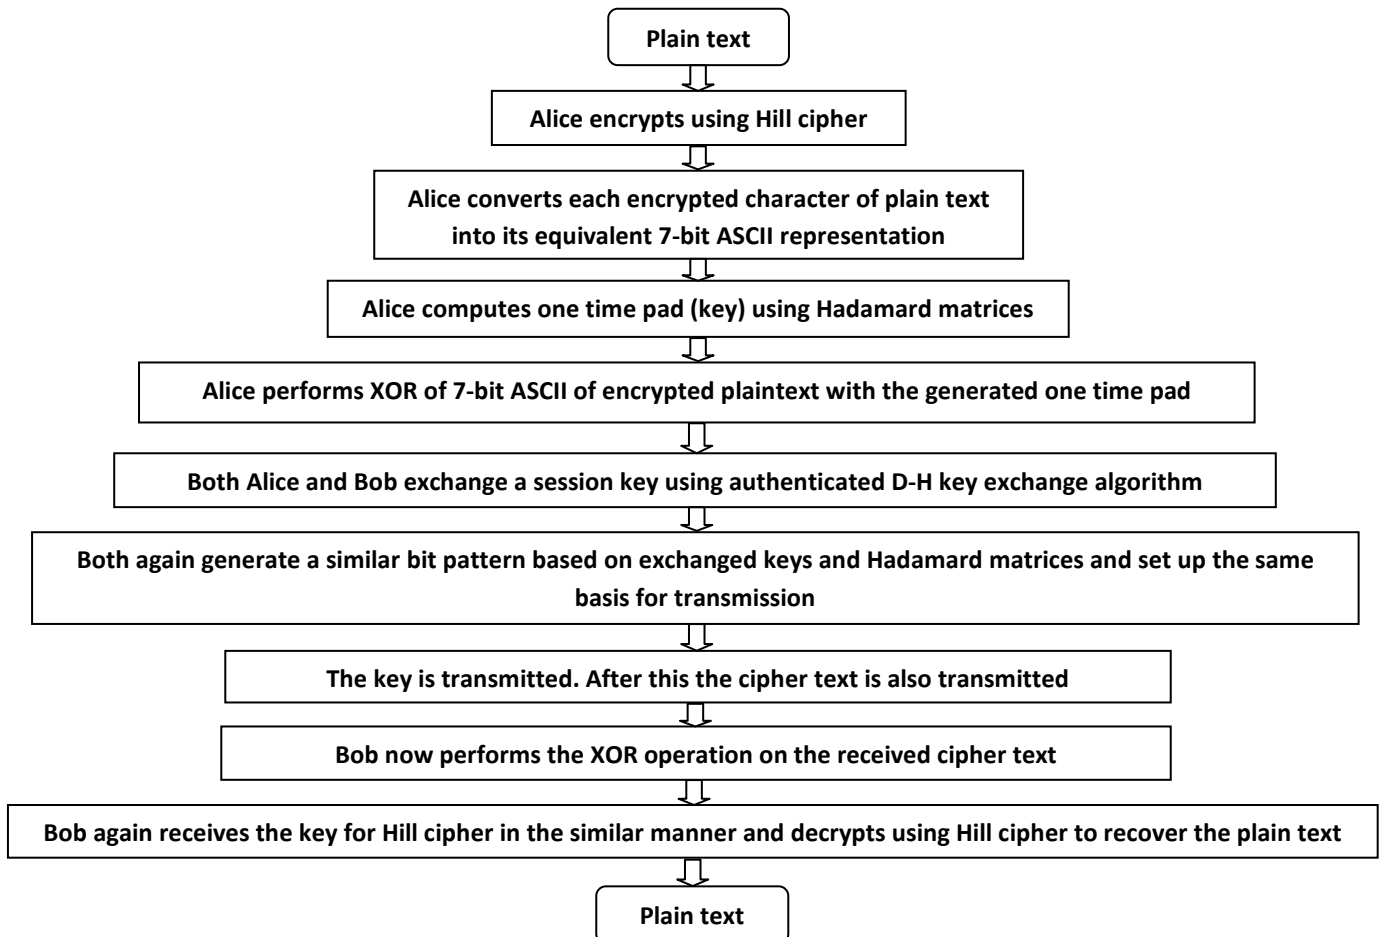 Plain text
Alice encrypts using Hill cipher
Alice converts each encrypted character of plain text
into its equivalent 7-bit ASCII representation
Alice computes one time pad (key) using Hadamard matrices
Alice performs XOR of 7-bit ASCII of encrypted plaintext with the generated one time pad
Both Alice and Bob exchange a session key using authenticated D-H key exchange algorithm
Both again generate a similar bit pattern based on exchanged keys and Hadamard matrices and set up the same
basis for transmission
The key is transmitted. After this the cipher text is also transmitted
Bob now performs the XOR operation on the received cipher text
Bob again receives the key for Hill cipher in the similar manner and decrypts using Hill cipher to recover the plain text
Plain text